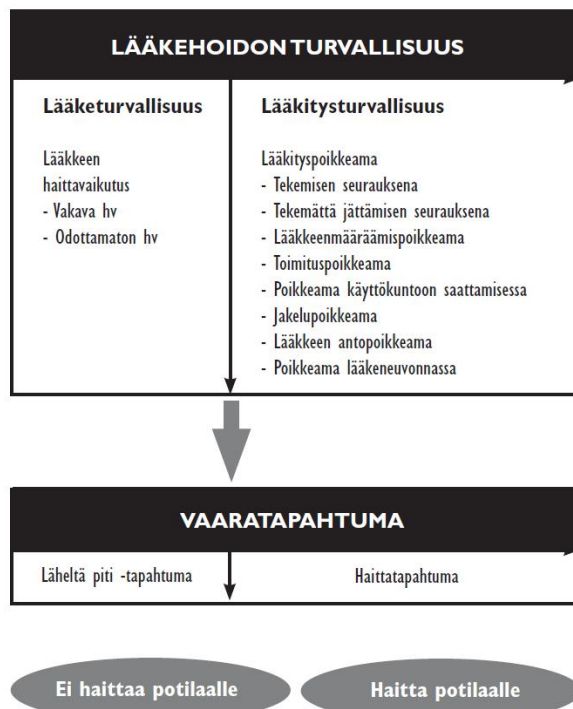 LÄÄKEHOIDON TURVALLISUUS
Lääketurvallisuus
Lääkkeen
haittavaikutus
- Vakava hv
- Odottamaton hv
Lääkitysturvallisuus
Lääkityspoikkeama
- Tekemisen seurauksena
- Tekemättä jättämisen seurauksena
- Lääkkeenmääräämispoikkeama
- Toimituspoikkeama
- Poikkeama käyttökuntoon saattamisessa
- Jakelupoikkeama
- Lääkkeen antopoikkeama
- Poikkeama lääkeneuvonnassa
VAARATAPAHTUMA
Läheltä piti -tapahtuma
Haittatapahtuma
Ei haittaa potilaalle
Haitta potilaalle